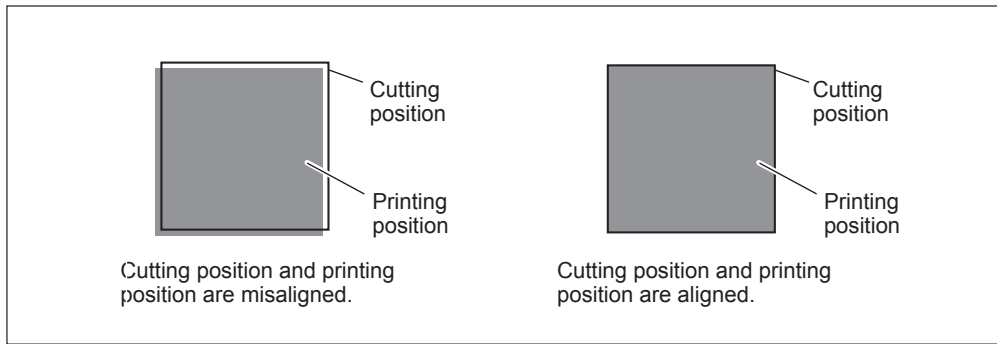 Cutting
position
Printing
position
Cutting position and printing
position are misaligned.
Cutting
position
Printing
position
Cutting position and printing
position are aligned.